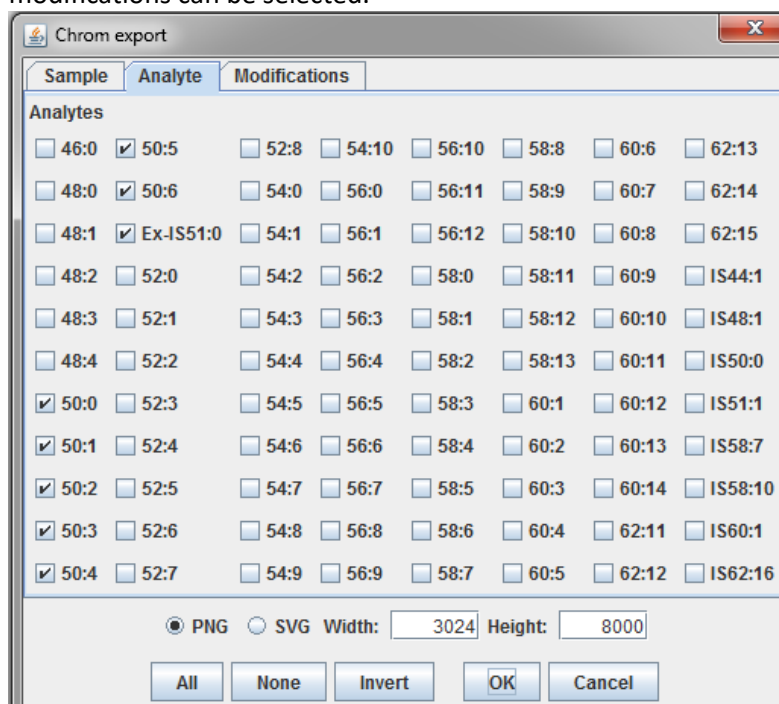 modifications can be selected.
Chrom export
Sample Analyte Modifications
Analytes
46:0 50:5 52:8 54:10 56:10 58:8 60:6 62:13
48:0 50:6 54:0 56:0 56:11 58:9 60:7 62:14
48:1 Ex-IS51:0 54:1 56:1 56:12 58:10 60:8 62:15
48:2 52:0 54:2 56:2 58:0 58:11 60:9 IS44:1
48:3 52:1 54:3 56:3 58:1 58:12 60:10 IS48:1
48:4 52:2 54:4 56:4 58:2 58:13 60:11 IS50:0
50:0 52:3 54:5 56:5 58:3 60:1 60:12 IS51:1
50:1 52:4 54:6 56:6 58:4 60:2 60:13 IS58:7
50:2 52:5 54:7 56:7 58:5 60:3 60:14 IS58:10
50:3 52:6 54:8 56:8 58:6 60:4 62:11 IS60:1
50:4 52:7 54:9 56:9 58:7 60:5 62:12 IS62:16
PNG SVG Width: 3024 Height: 8000
All None Invert OK Cancel